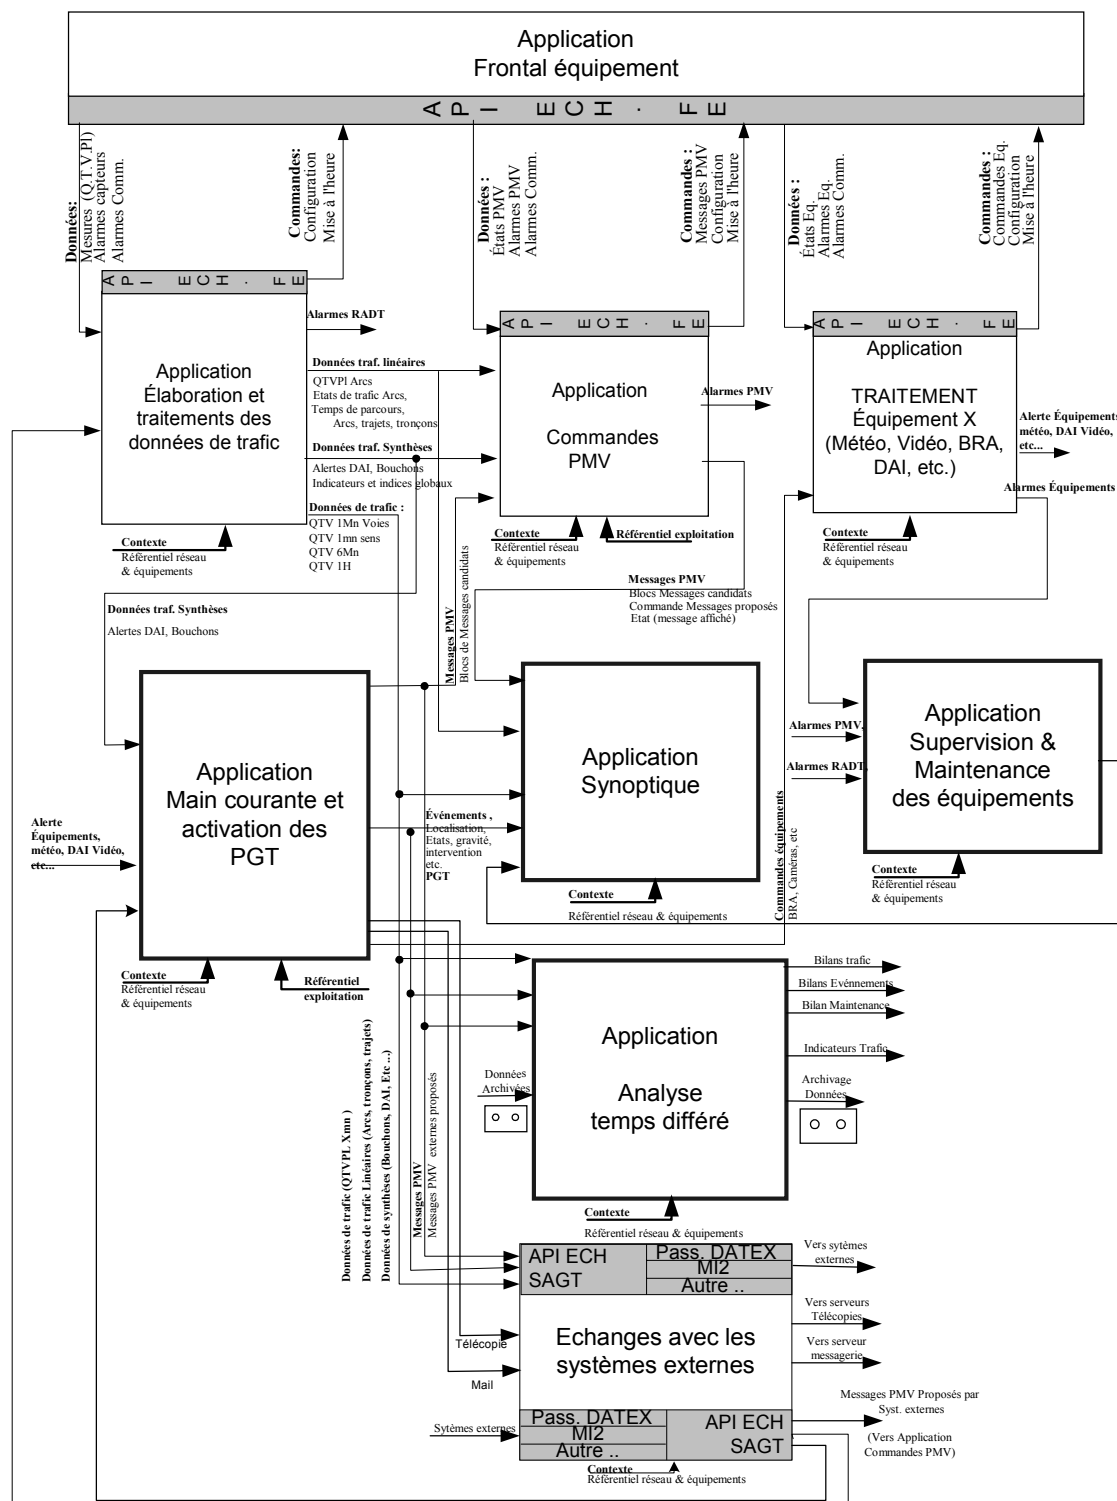 Application
Frontal équipement
API ECH. FE
Données:
Mesures (Q.T.V.Pl)
Alarmes capteurs
Alarmes Comm.
Commandes:
Configuration
Mise à l'heure
Données :
États PMV
Alarmes PMV
Alarmes Comm.
Commandes :
Messages PMV
Configuration
Mise à l'heure
Données :
États Eq.
Alarmes Eq.
Alarmes Comm.
Commandes :
Commandes Eq.
Configuration
Mise à l'heure
API ECH. FE
Application
Élaboration et
traitements des
données de trafic
Alarmes RADT
Données traf. linéaires
QTVPl Arcs
Etats de trafic Arcs,
Temps de parcours,
Arcs, trajets, tronçons
Données traf. Synthèses
Alertes DAI, Bouchons
Indicateurs et indices globaux
Données de trafic :
QTV 1Mn Voies
QTV 1mn sens
QTV 6Mn
QTV 1H
Contexte
Référentiel réseau
& équipements
API ECH. FE
Application
Commandes
PMV
Alarmes PMV
Contexte
Référentiel réseau
& équipements
Référentiel exploitation
API ECH. FE
Application
TRAITEMENT
Équipement X
(Météo, Vidéo, BRA,
DAI, etc.)
Alerte Équipements,
météo, DAI Vidéo,
etc...
Alarmes Équipements
Contexte
Référentiel réseau
& équipements
Messages PMV
Blocs Messages candidats
Commande Messages proposés
Etat (message affiché)
Messages PMV
Blocs de Messages candidats
Données traf. Synthèses
Alertes DAI, Bouchons
Application
Main courante et
activation des
PGT
Alerte
Équipements,
météo, DAI Vidéo,
etc...
Contexte
Référentiel réseau
& équipements
Référentiel
exploitation
Application
Synoptique
Événements ,
Localisation,
Etats, gravité,
intervention
etc.
PGT
Contexte
Référentiel réseau & équipements
Commandes équipements
BRA, Caméras, etc
Application
Supervision &
Maintenance
des équipements
Alarmes PMV.
Alarmes RADT.
Contexte
Référentiel réseau
& équipements
Application
Analyse
temps différé
Données
Archivées
Bilans trafic
Bilans Evénnements
Bilan Maintenance
Indicateurs Trafic
Archivage
Données
Contexte
Référentiel réseau & équipements
Données de trafic (QTVPL Xmn )
Données de trafic Linéaires (Arcs, tronçons, trajets)
Données de synthèses (Bouchons, DAI, Etc ...)
Messages PMV
Messages PMV externes proposés
API ECH
SAGT
Pass. DATEX
MI2
Autre ..
Echanges avec les
systèmes externes
Télécopie
Mail
Sytèmes externes
Vers sytèmes
externes
Vers serveurs
Télécopies
Vers serveur
messagerie
Pass. DATEX
MI2
Autre ..
API ECH
SAGT
Messages PMV Proposés par
Syst. externes
(Vers Application
Commandes PMV)
Contexte
Référentiel réseau & équipements